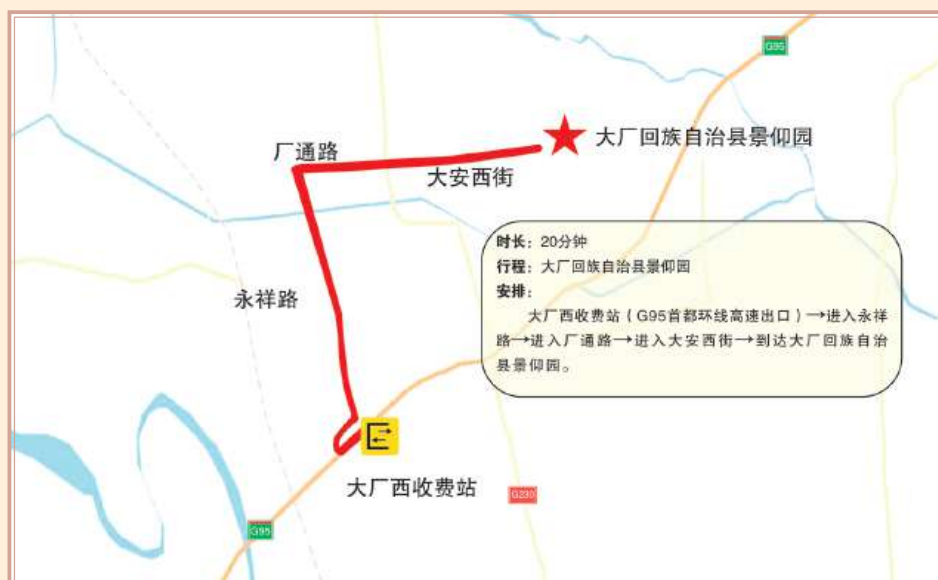 G95
厂通路
大厂回族自治县景仰园
大安西街
时长：20分钟
行程：大厂回族自治县景仰园
安排：
大厂西收费站（G95首都环线高速出口）→进入永祥
路→进入厂通路→进入大安西街→到达大厂回族自治
县景仰园。
永祥路
大厂西收费站
G230
G95